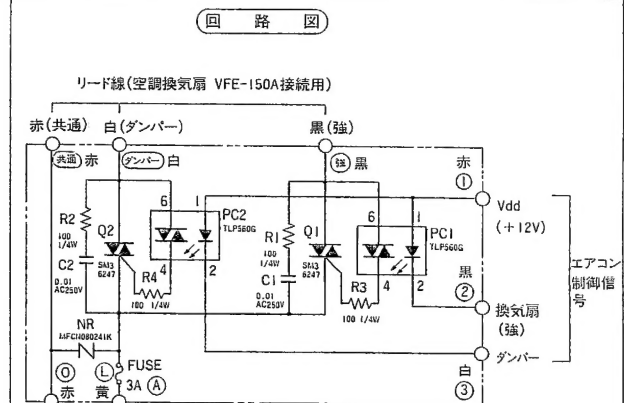 回路図
リード線(空調換気扇 VFE-150A接続用)
赤(共通) 白(ダンパー) 黒(強)
共通 赤 ダンパー 白 強 黒 赤
①
Vdd
(+12V)
R2
100
1/4W
Q2
SM3
6247
6 1
PC2
TLP560G
4 2
R4
100 1/4W
C2
0.01
AC250V
R1
100
1/4W
Q1
SM3
6247
6 1
PC1
TLP560G
4 2
R3
100 1/4W
C1
0.01
AC250V
黒
②
換気扇
(強)
エアコン
制御信
号
ダンパー
白
③
NR
MFCN080241K
O L
赤 黄
FUSE
3A A